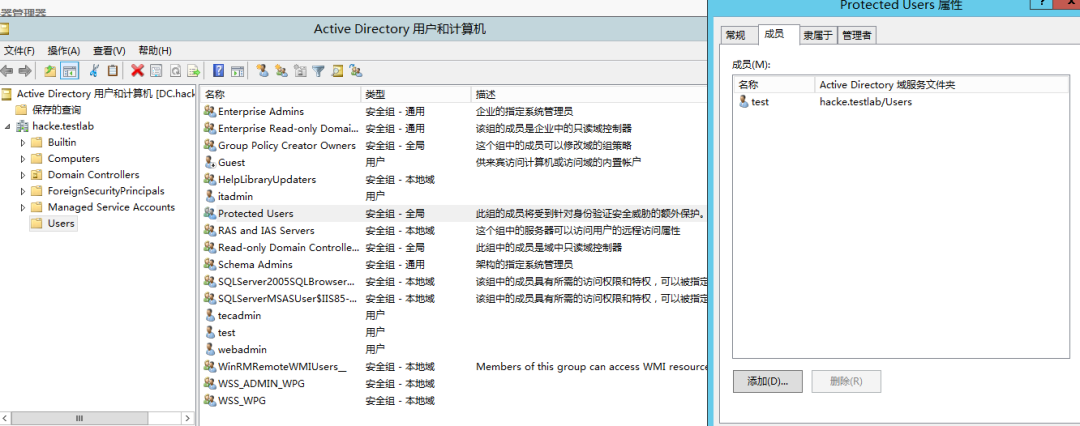 器管理器
Active Directory 用户和计算机
文件(F) 操作(A) 查看(V) 帮助(H)
Active Directory 用户和计算机 [DC.hack
保存的查询
hacke.testlab
Builtin
Computers
Domain Controllers
ForeignSecurityPrincipals
Managed Service Accounts
Users
名称 类型 描述
Enterprise Admins 安全组 - 通用 企业的指定系统管理员
Enterprise Read-only Domai... 安全组 - 通用 该组的成员是企业中的只读域控制器
Group Policy Creator Owners 安全组 - 全局 这个组中的成员可以修改域的组策略
Guest 用户 供来宾访问计算机或访问域的内置帐户
HelpLibraryUpdaters 安全组 - 本地域
itadmin 用户
Protected Users 安全组 - 全局 此组的成员将受到针对身份验证安全威胁的额外保护。
RAS and IAS Servers 安全组 - 本地域 这个组中的服务器可以访问用户的远程访问属性
Read-only Domain Controlle... 安全组 - 全局 此组中的成员是域中只读域控制器
Schema Admins 安全组 - 通用 架构的指定系统管理员
SQLServer2005SQLBrowser... 安全组 - 本地域 该组中的成员具有所需的访问权限和特权，可以被指定
SQLServerMSASUser$IIS85-... 安全组 - 本地域 该组中的成员具有所需的访问权限和特权，可以被指定
tecadmin 用户
test 用户
webadmin 用户
WinRMRemoteWMIUsers__ 安全组 - 本地域 Members of this group can access WMI resource
WSS_ADMIN_WPG 安全组 - 本地域
WSS_WPG 安全组 - 本地域
Protected Users 属性
? x
常规 成员 隶属于 管理者
成员(M):
名称 Active Directory 域服务文件夹
test hacke.testlab/Users
添加(D)... 删除(R)